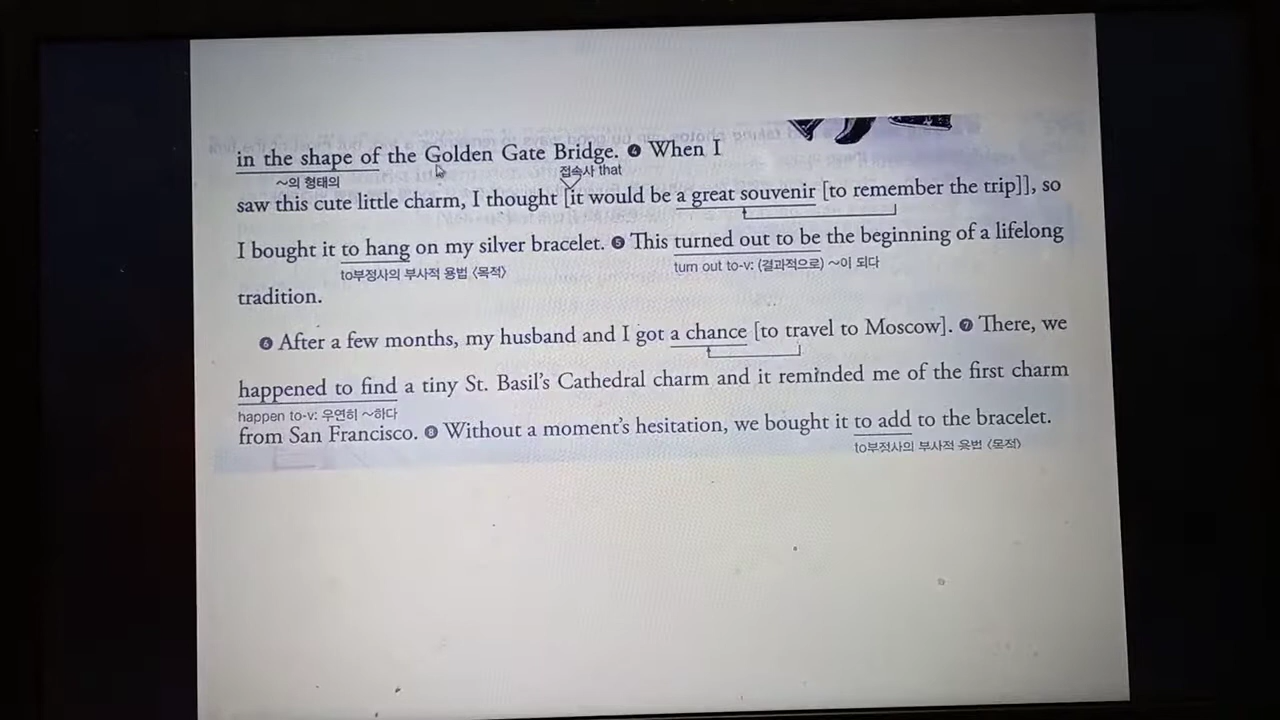 in the shape of the Golden Gate Bridge. ❹ When I
~의 형태의 접속사 that
saw this cute little charm, I thought [it would be a great souvenir [to remember the trip]], so
I bought it to hang on my silver bracelet. ❺ This turned out to be the beginning of a lifelong
to부정사의 부사적 용법 〈목적〉 turn out to-v: (결과적으로) ~이 되다
tradition.
❻ After a few months, my husband and I got a chance [to travel to Moscow]. ❼ There, we
happened to find a tiny St. Basil's Cathedral charm and it reminded me of the first charm
happen to-v: 우연히 ~하다
from San Francisco. ❽ Without a moment's hesitation, we bought it to add to the bracelet.
to부정사의 부사적 용법 〈목적〉